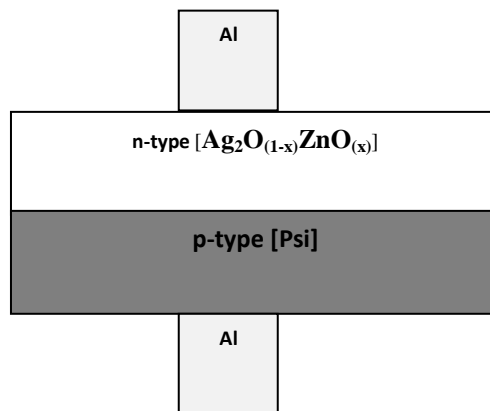 Al
n-type [Ag₂O₍₁₋ₓ₎ZnO₍ₓ₎]
p-type [Psi]
Al